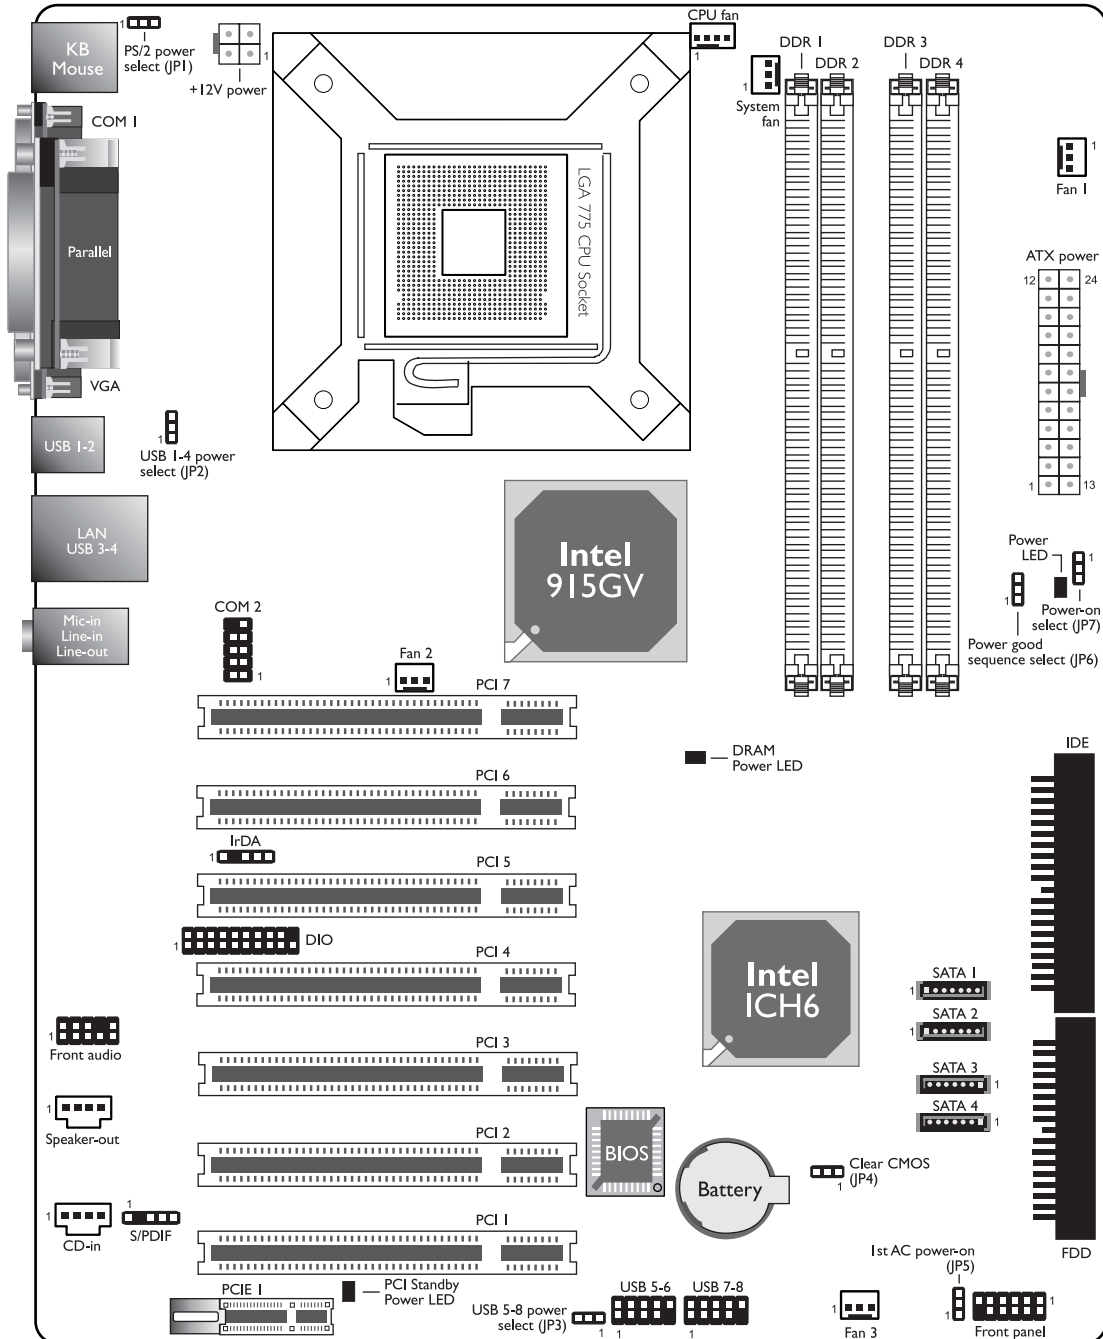 CPU fan
1
KB
Mouse
1
PS/2 power
select (JP1)
1
+12V power
1
System
fan
DDR 1
DDR 2
DDR 3
DDR 4
COM 1
LGA 775 CPU Socket
1
Fan 1
Parallel
ATX power
12
24
1
13
VGA
USB 1-2
1
USB 1-4 power
select (JP2)
LAN
USB 3-4
Intel
915GV
Power
LED
1
Power-on
select (JP7)
1
Power good
sequence select (JP6)
Mic-in
Line-in
Line-out
COM 2
1
Fan 2
1
PCI 7
DRAM
Power LED
IDE
PCI 6
IrDA
1
PCI 5
1
DIO
PCI 4
Intel
ICH6
SATA 1
1
SATA 2
1
SATA 3
1
SATA 4
1
1
Front audio
PCI 3
1
Speaker-out
PCI 2
BIOS
Battery
Clear CMOS
(JP4)
1
1
CD-in
1
S/PDIF
PCI 1
FDD
1st AC power-on
(JP5)
1
PCIE 1
PCI Standby
Power LED
USB 5-8 power
select (JP3)
1
USB 5-6
1
USB 7-8
1
1
Fan 3
1
Front panel